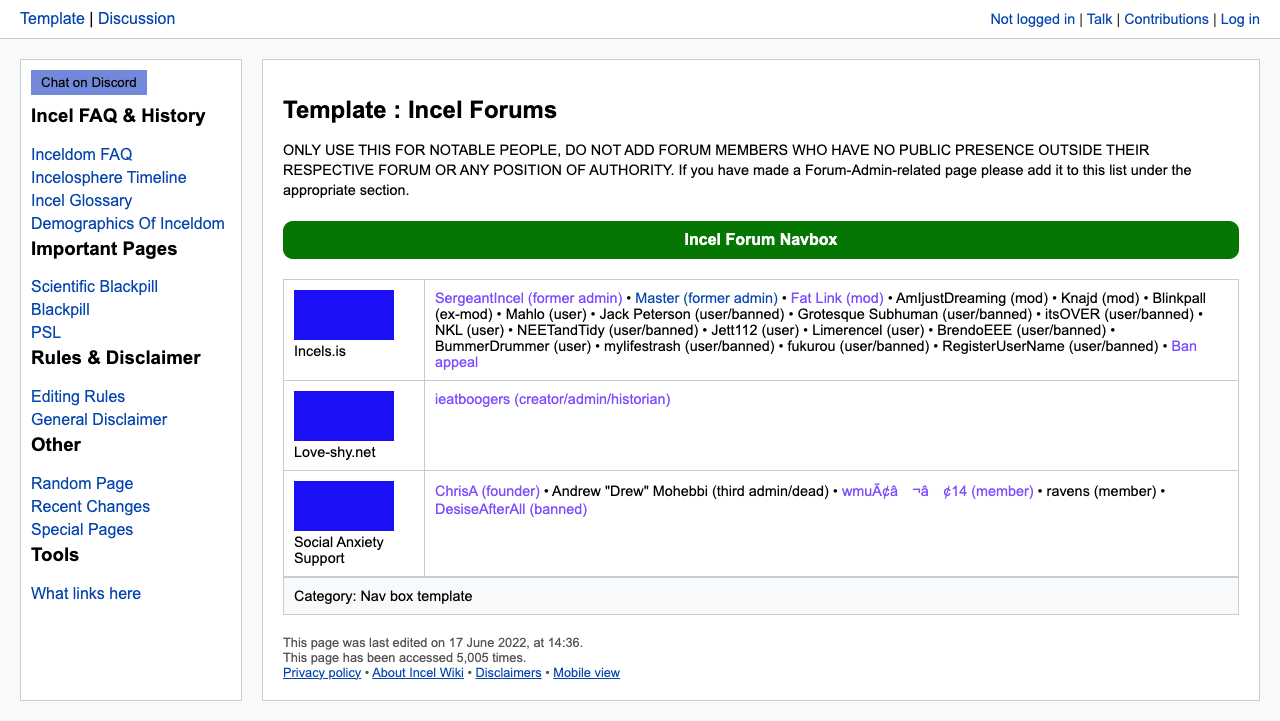 Template | Discussion
Not logged in | Talk | Contributions | Log in
Chat on Discord
Incel FAQ & History
Inceldom FAQ
Incelosphere Timeline
Incel Glossary
Demographics Of Inceldom
Important Pages
Scientific Blackpill
Blackpill
PSL
Rules & Disclaimer
Editing Rules
General Disclaimer
Other
Random Page
Recent Changes
Special Pages
Tools
What links here
Template : Incel Forums
ONLY USE THIS FOR NOTABLE PEOPLE, DO NOT ADD FORUM MEMBERS WHO HAVE NO PUBLIC PRESENCE OUTSIDE THEIR
RESPECTIVE FORUM OR ANY POSITION OF AUTHORITY. If you have made a Forum-Admin-related page please add it to this list under the
appropriate section.
Incel Forum Navbox
Incels.is
SergeantIncel (former admin) • Master (former admin) • Fat Link (mod) • AmIjustDreaming (mod) • Knajd (mod) • Blinkpall
(ex-mod) • Mahlo (user) • Jack Peterson (user/banned) • Grotesque Subhuman (user/banned) • itsOVER (user/banned) •
NKL (user) • NEETandTidy (user/banned) • Jett112 (user) • Limerencel (user) • BrendoEEE (user/banned) •
BummerDrummer (user) • mylifestrash (user/banned) • fukurou (user/banned) • RegisterUserName (user/banned) • Ban
appeal
Love-shy.net
ieatboogers (creator/admin/historian)
Social Anxiety
Support
ChrisA (founder) • Andrew "Drew" Mohebbi (third admin/dead) • wmuÃ¢â ¬â ¢14 (member) • ravens (member) •
DesiseAfterAll (banned)
Category: Nav box template
This page was last edited on 17 June 2022, at 14:36.
This page has been accessed 5,005 times.
Privacy policy • About Incel Wiki • Disclaimers • Mobile view